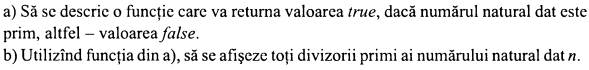 a) Să se descrie o funcție care va returna valoarea true, dacă numărul natural dat este
prim, altfel – valoarea false.
b) Utilizînd funcția din a), să se afișeze toți divizorii primi ai numărului natural dat n.